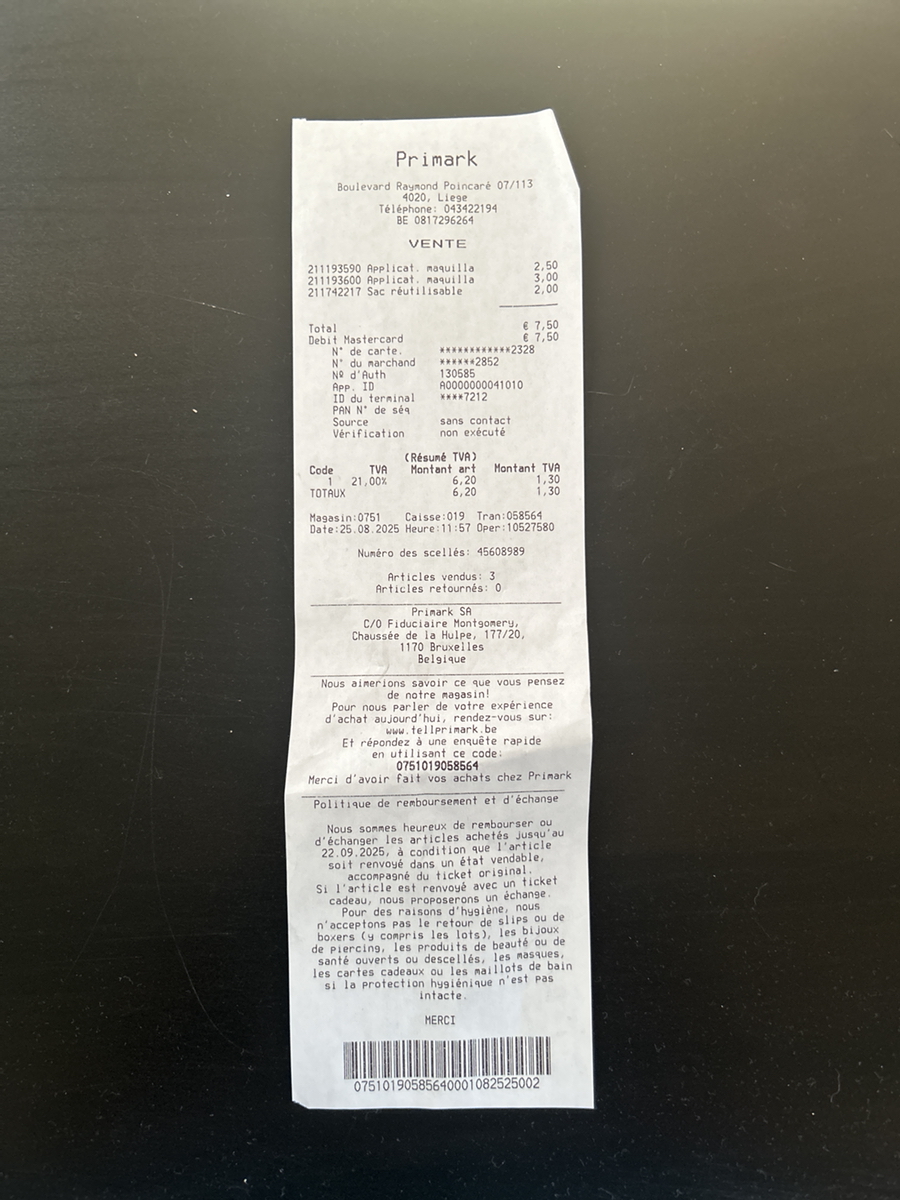 Primark
Boulevard Raymond Poincaré 07/113
4020, Liege
Téléphone: 043422194
BE 0817296264
VENTE
211193590 Applicat. maquilla 2,50
211193600 Applicat. maquilla 3,00
211742217 Sac réutilisable 2,00
Total € 7,50
Debit Mastercard € 7,50
N° de carte. ************2328
N° du marchand ******2852
Nº d'Auth 130585
App. ID A0000000041010
ID du terminal ****7212
PAN N° de séq
Source sans contact
Vérification non exécuté
(Résumé TVA)
Code TVA Montant art Montant TVA
1 21,00% 6,20 1,30
TOTAUX 6,20 1,30
Magasin:0751 Caisse:019 Tran:058564
Date:25.08.2025 Heure:11:57 Oper:10527580
Numéro des scellés: 45608989
Articles vendus: 3
Articles retournés: 0
Primark SA
C/O Fiduciaire Montgomery,
Chaussée de la Hulpe, 177/20,
1170 Bruxelles
Belgique
Nous aimerions savoir ce que vous pensez
de notre magasin!
Pour nous parler de votre expérience
d'achat aujourd'hui, rendez-vous sur:
www.tellprimark.be
Et répondez à une enquête rapide
en utilisant ce code:
0751019058564
Merci d'avoir fait vos achats chez Primark
Politique de remboursement et d'échange
Nous sommes heureux de rembourser ou
d'échanger les articles achetés jusqu'au
22.09.2025, à condition que l'article
soit renvoyé dans un état vendable,
accompagné du ticket original.
Si l'article est renvoyé avec un ticket
cadeau, nous proposerons un échange.
Pour des raisons d'hygiène, nous
n'acceptons pas le retour de slips ou de
boxers (y compris les lots), les bijoux
de piercing, les produits de beauté ou de
santé ouverts ou descellés, les masques,
les cartes cadeaux ou les maillots de bain
si la protection hygiénique n'est pas
intacte.
MERCI
07510190585640001082525002